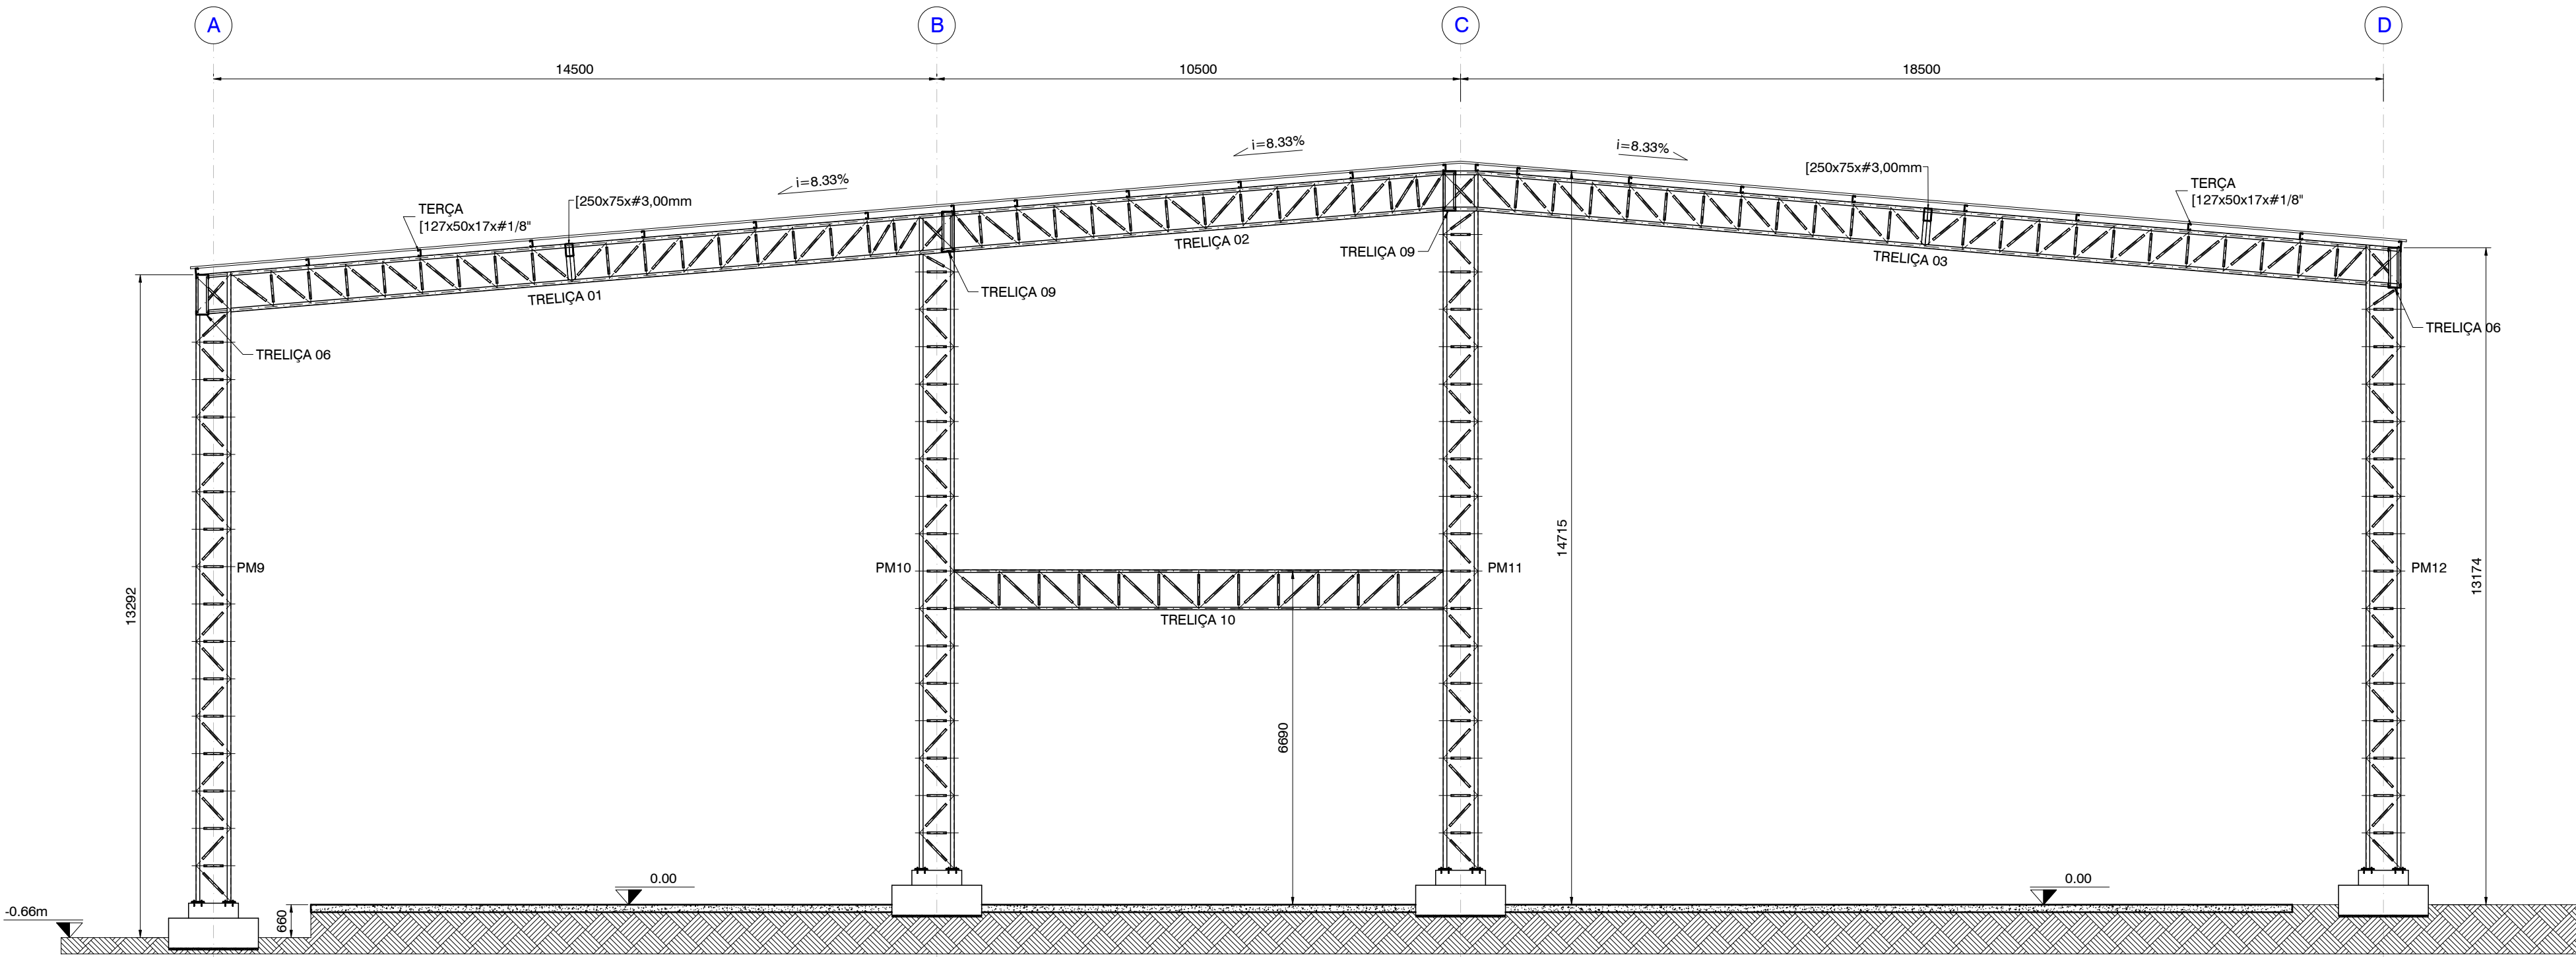 A
B
C
D
14500
10500
18500
i=8.33%
i=8.33%
i=8.33%
[250x75x#3,00mm
[250x75x#3,00mm
TERÇA
[127x50x17x#1/8"
TERÇA
[127x50x17x#1/8"
TRELIÇA 01
TRELIÇA 02
TRELIÇA 03
TRELIÇA 09
TRELIÇA 09
TRELIÇA 06
TRELIÇA 06
PM9
PM10
PM11
PM12
13292
14715
13174
TRELIÇA 10
6690
0.00
0.00
-0.66m
660